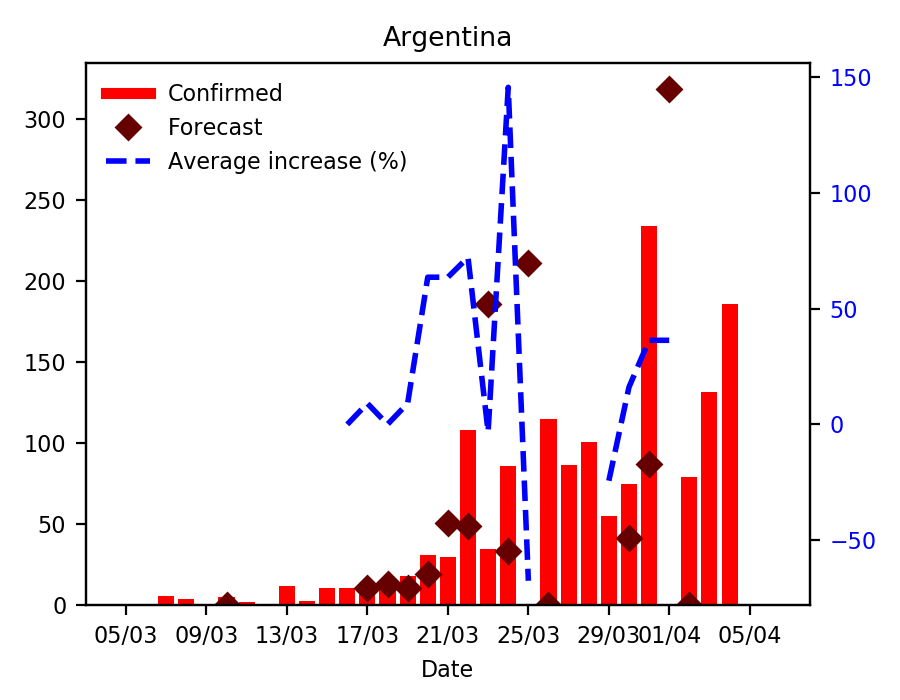 Argentina
Confirmed
Forecast
Average increase (%)
300
250
200
150
100
50
0
150
100
50
0
−50
05/03 09/03 13/03 17/03 21/03 25/03 29/03 01/04 05/04
Date